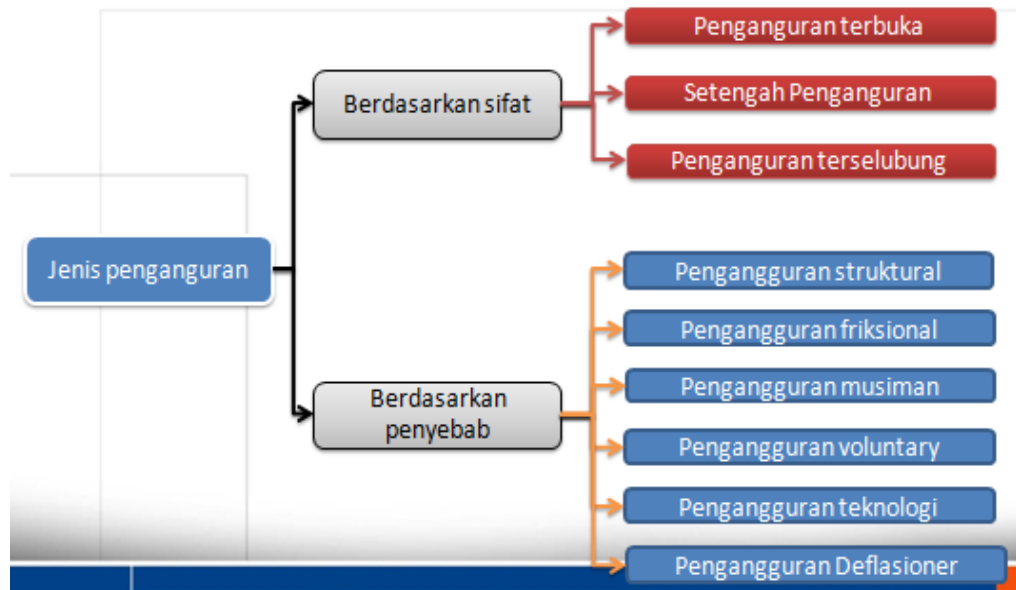 Jenis penganguran
Berdasarkan sifat
Penganguran terbuka
Setengah Penganguran
Penganguran terselubung
Berdasarkan
penyebab
Pengangguran struktural
Pengangguran friksional
Pengangguran musiman
Pengangguran voluntary
Pengangguran teknologi
Pengangguran Deflasioner